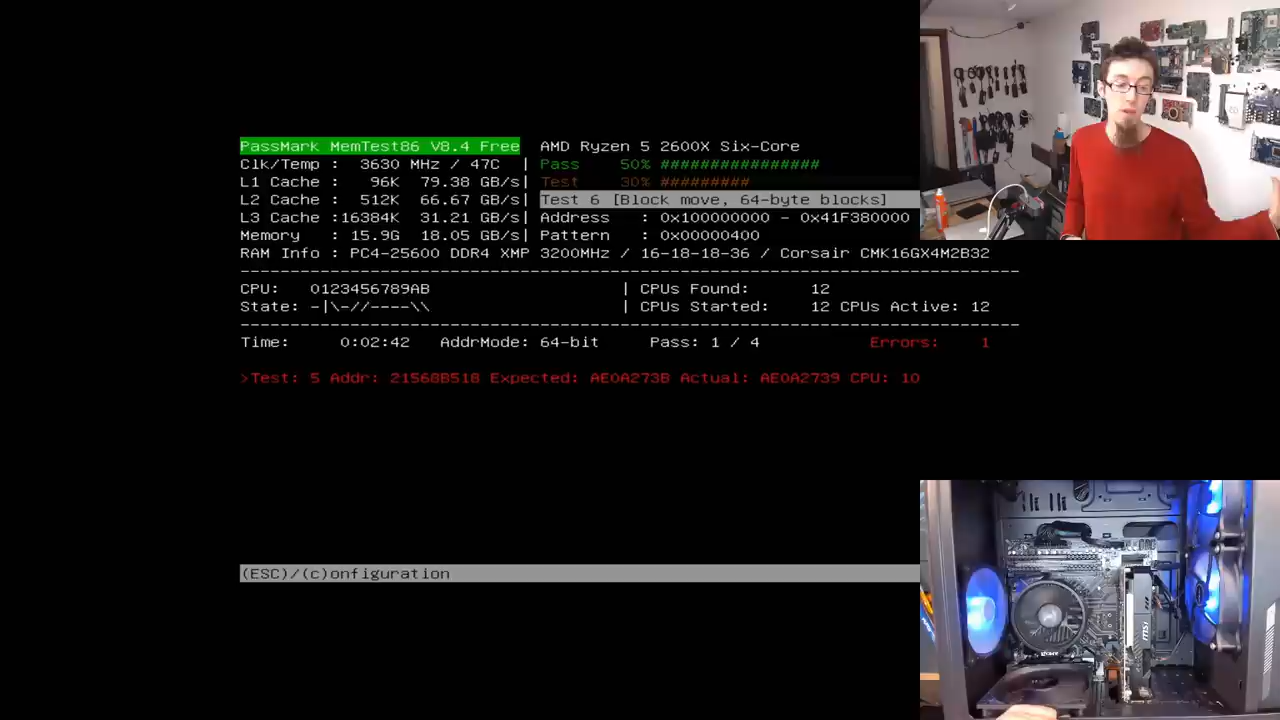 PassMark MemTest86 V8.4 Free AMD Ryzen 5 2600X Six-Core
Clk/Temp : 3630 MHz / 47C | Pass 50% ################
L1 Cache : 96K 79.38 GB/s| Test 30% #########
L2 Cache : 512K 66.67 GB/s| Test 6 [Block move, 64-byte blocks]
L3 Cache :16384K 31.21 GB/s| Address : 0x100000000 - 0x41F380000
Memory : 15.9G 18.05 GB/s| Pattern : 0x00000400
RAM Info : PC4-25600 DDR4 XMP 3200MHz / 16-18-18-36 / Corsair CMK16GX4M2B32
CPU: 0123456789AB | CPUs Found: 12
State: -|\-//----\\ | CPUs Started: 12 CPUs Active: 12
Time: 0:02:42 AddrMode: 64-bit Pass: 1 / 4 Errors: 1
>Test: 5 Addr: 21568B518 Expected: AE0A273B Actual: AE0A2739 CPU: 10
(ESC)/(c)onfiguration
msi